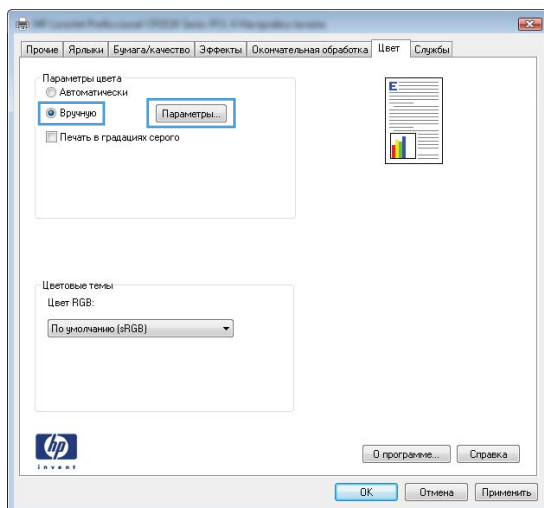 Прочие Ярлыки Бумага/качество Эффекты Окончательная обработка Цвет Службы
Параметры цвета
Автоматически
Вручную Параметры...
Печать в градациях серого
E
Цветовые темы
Цвет RGB:
По умолчанию (sRGB)
hp
invent
О программе... Справка
OK Отмена Применить